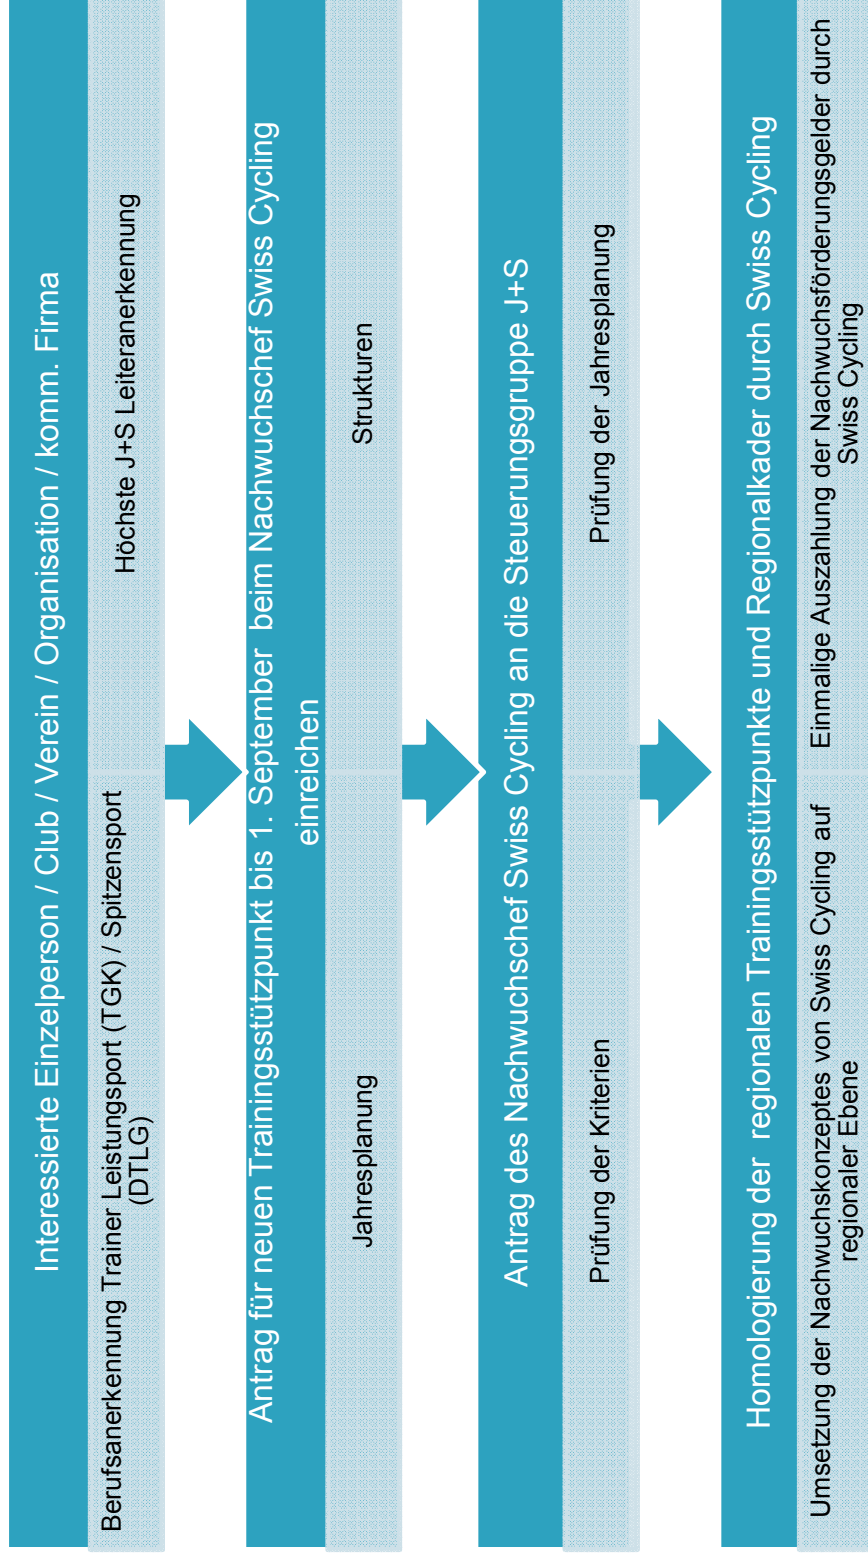 Interessierte Einzelperson / Club / Verein / Organisation / komm. Firma
Berufsanerkennung Trainer Leistungsport (TGK) / Spitzensport
(DTLG)
Höchste J+S Leiteranerkennung
Antrag für neuen Trainingsstützpunkt bis 1. September beim Nachwuchschef Swiss Cycling
einreichen
Jahresplanung
Strukturen
Antrag des Nachwuchschef Swiss Cycling an die Steuerungsgruppe J+S
Prüfung der Kriterien
Prüfung der Jahresplanung
Homologierung der regionalen Trainingsstützpunkte und Regionalkader durch Swiss Cycling
Umsetzung der Nachwuchskonzeptes von Swiss Cycling auf
regionaler Ebene
Einmalige Auszahlung der Nachwuchsförderungsgelder durch
Swiss Cycling